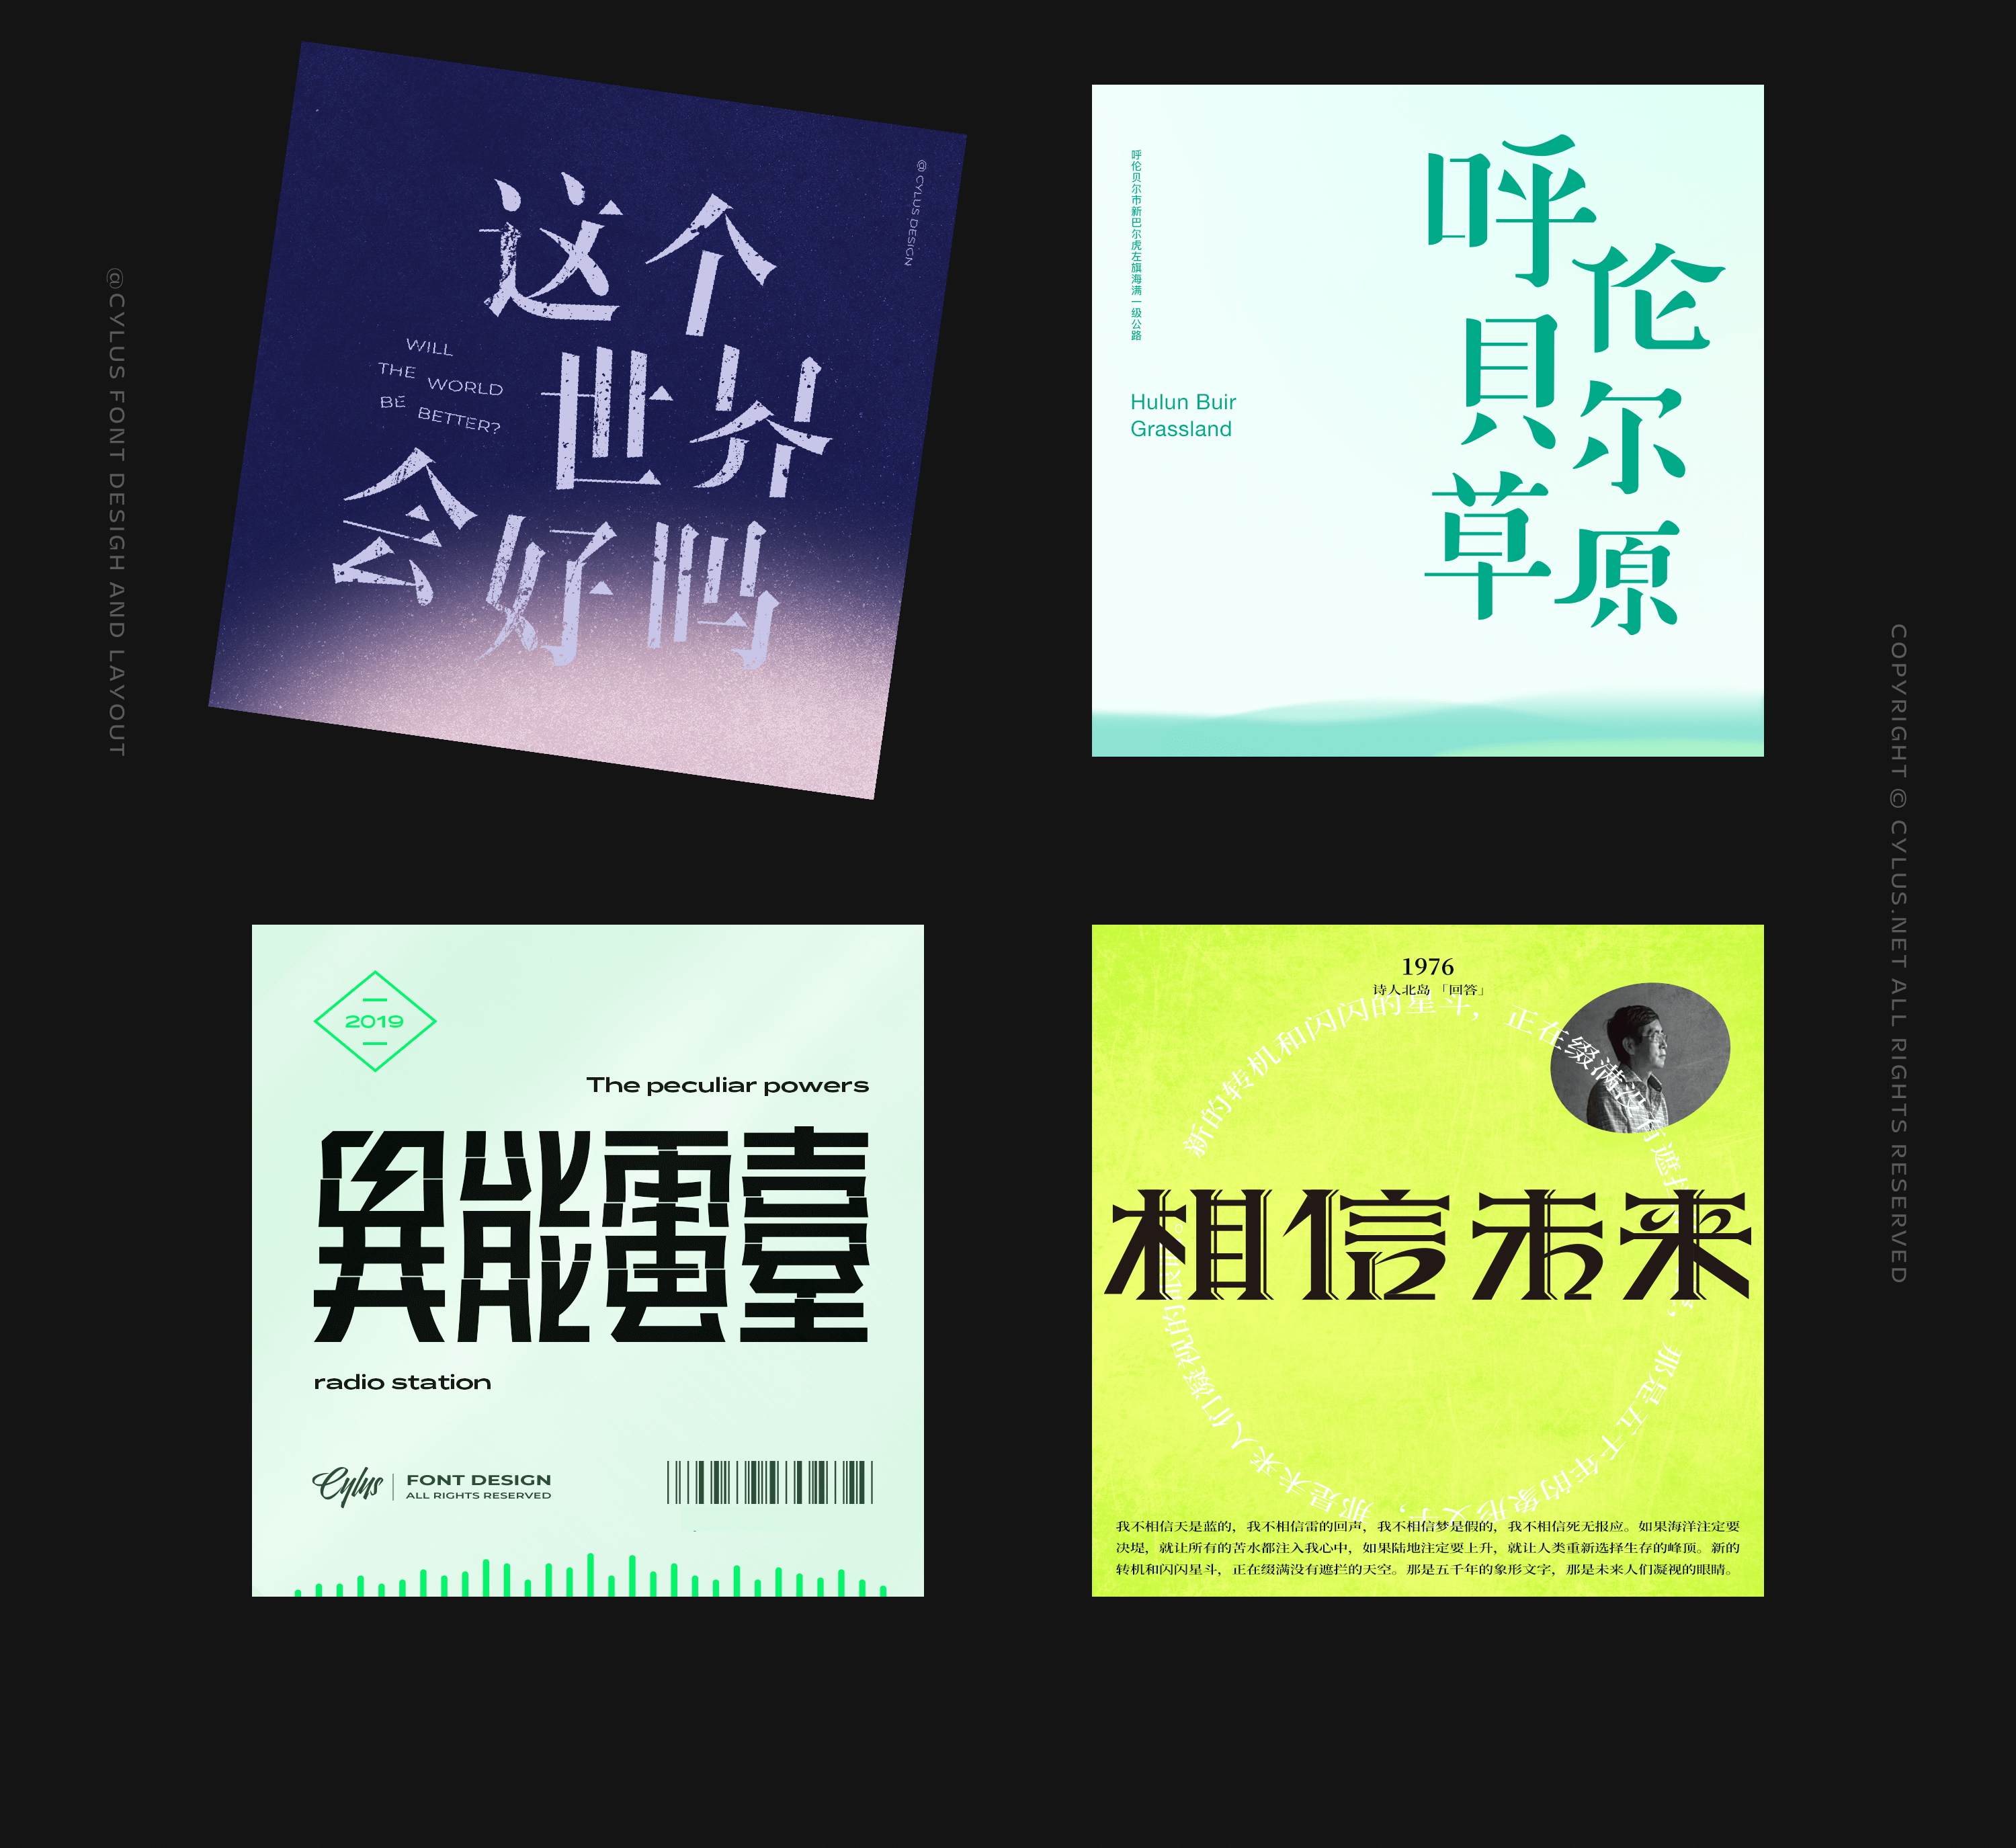 @CYLUS FONT DESIGH AND LAYOUT
@ CYLUS DESIGN
这个
世界
会好吗
WILL
THE WORLD
BE BETTER?
呼伦贝尔市新巴尔虎左旗海满一级公路
Hulun Buir
Grassland
呼伦
貝尔
草原
COPYRIGHT © CYLUS.NET ALL RIGHTS RESERVED
2019
The peculiar powers
異能電臺
radio station
Cylus
FONT DESIGN
ALL RIGHTS RESERVED
1976
诗人北岛「回答」
新的转机和闪闪的星斗，正在缀满没有遮
那是五千年的象形文字，那是未来人们凝视的眼
相信未来
我不相信天是蓝的，我不相信雷的回声，我不相信梦是假的，我不相信死无报应。如果海洋注定要
决堤，就让所有的苦水都注入我心中，如果陆地注定要上升，就让人类重新选择生存的峰顶。新的
转机和闪闪星斗，正在缀满没有遮拦的天空。那是五千年的象形文字，那是未来人们凝视的眼睛。